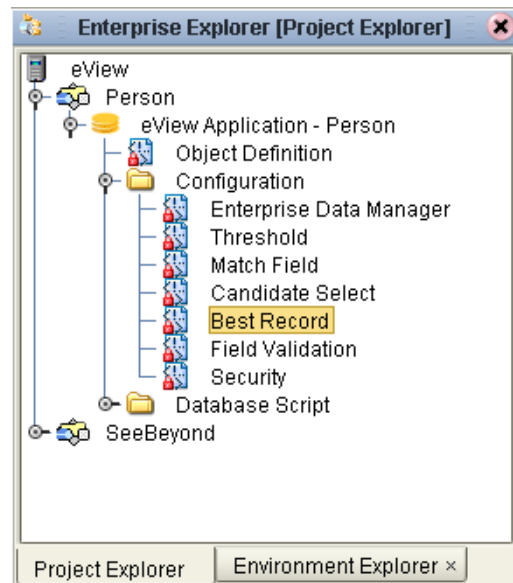 Enterprise Explorer [Project Explorer]
eView
Person
eView Application - Person
Object Definition
Configuration
Enterprise Data Manager
Threshold
Match Field
Candidate Select
Best Record
Field Validation
Security
Database Script
SeeBeyond
Project Explorer
Environment Explorer ×